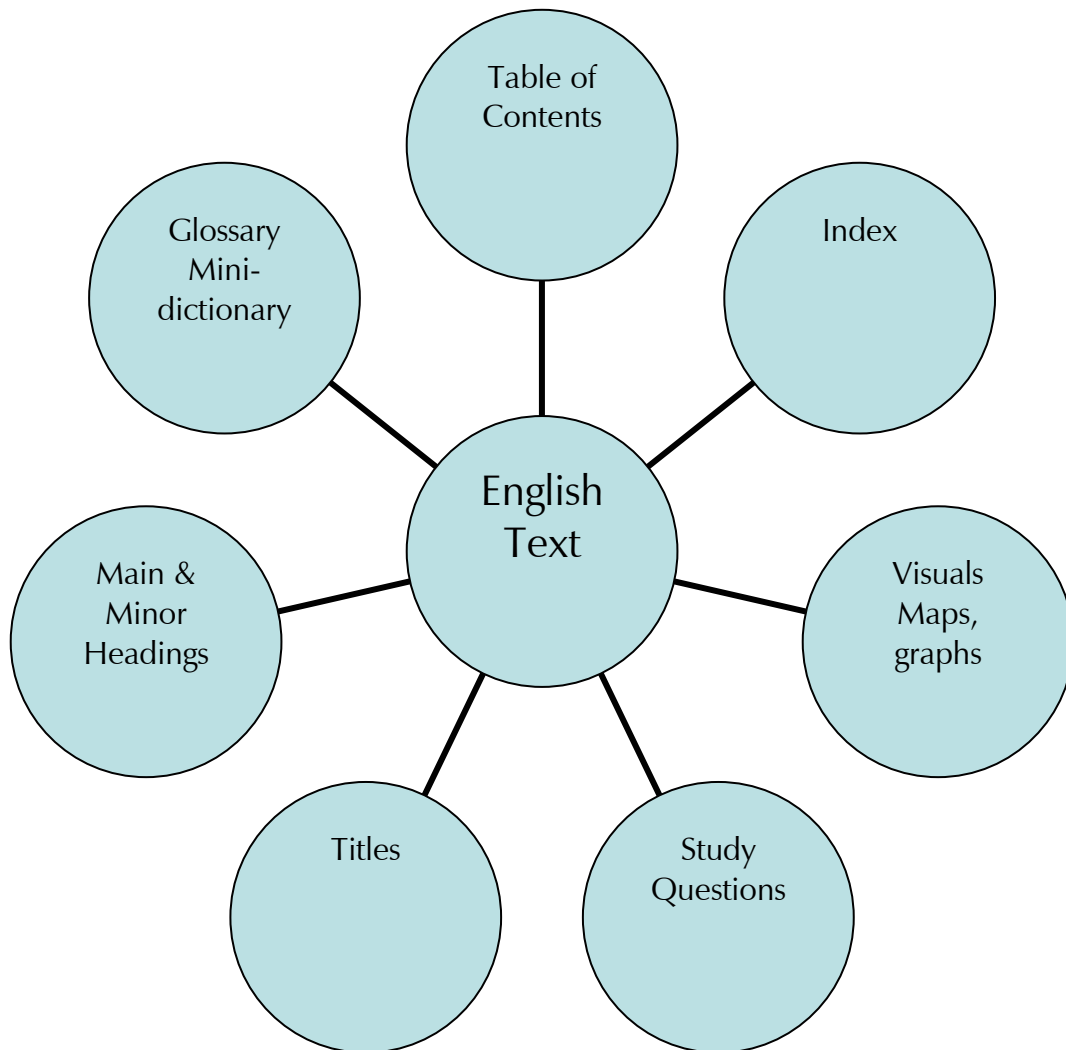 Table of
Contents
Index
Glossary
Mini-
dictionary
English
Text
Visuals
Maps,
graphs
Main &
Minor
Headings
Titles
Study
Questions